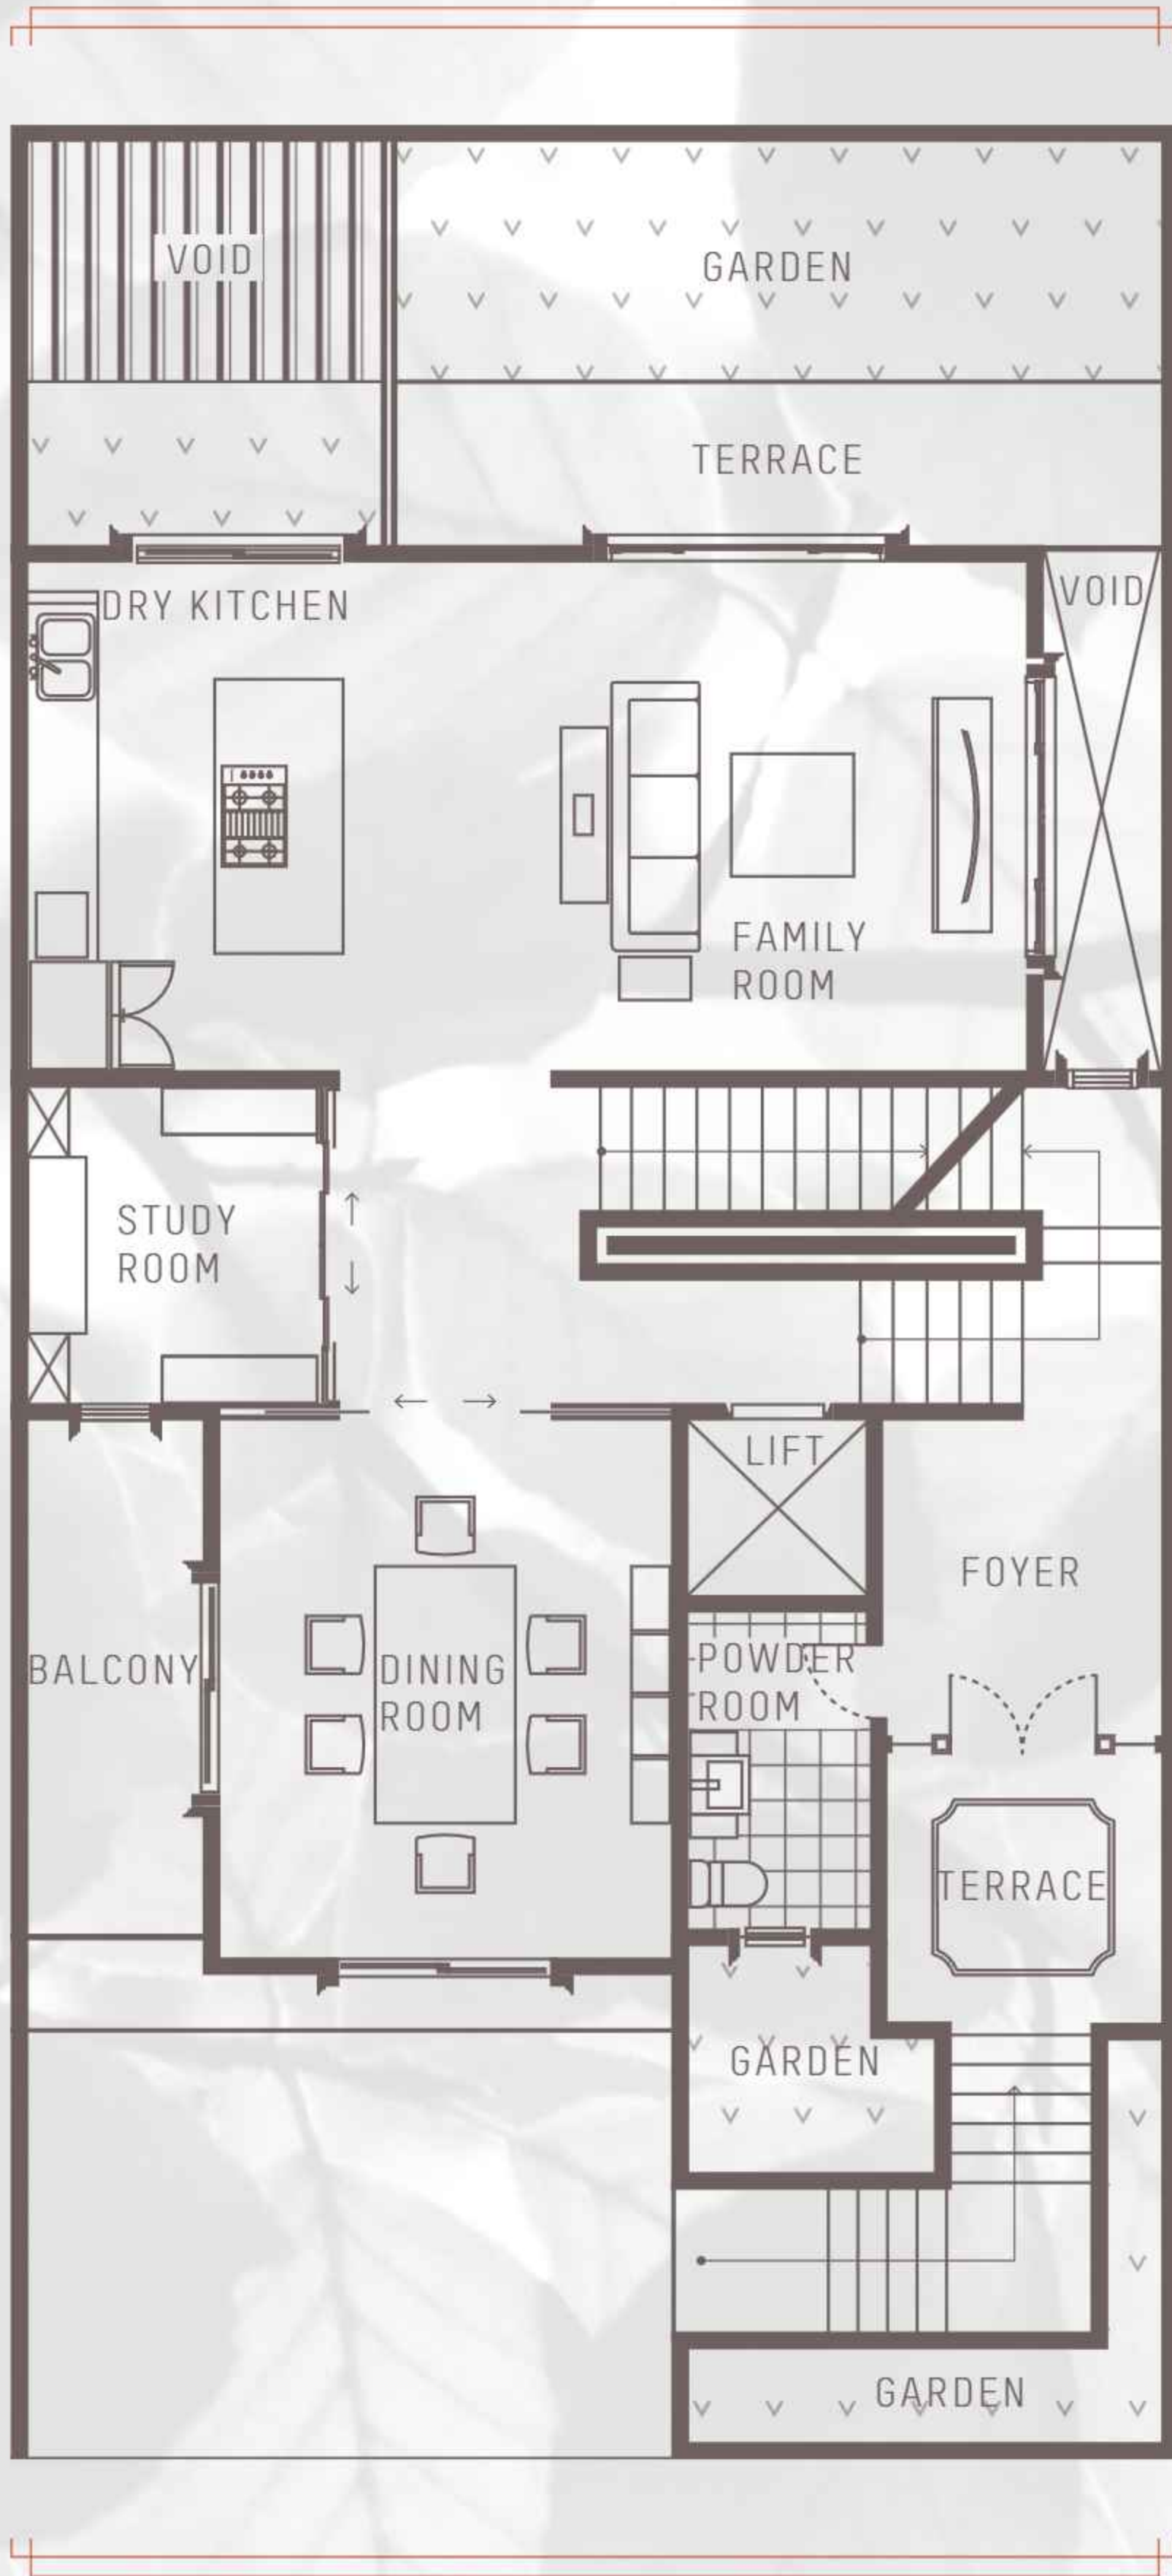 VOID
GARDEN
TERRACE
DRY KITCHEN
VOID
FAMILY
ROOM
STUDY
ROOM
LIFT
FOYER
BALCONY
DINING
ROOM
POWDER
ROOM
TERRACE
GARDEN
GARDEN